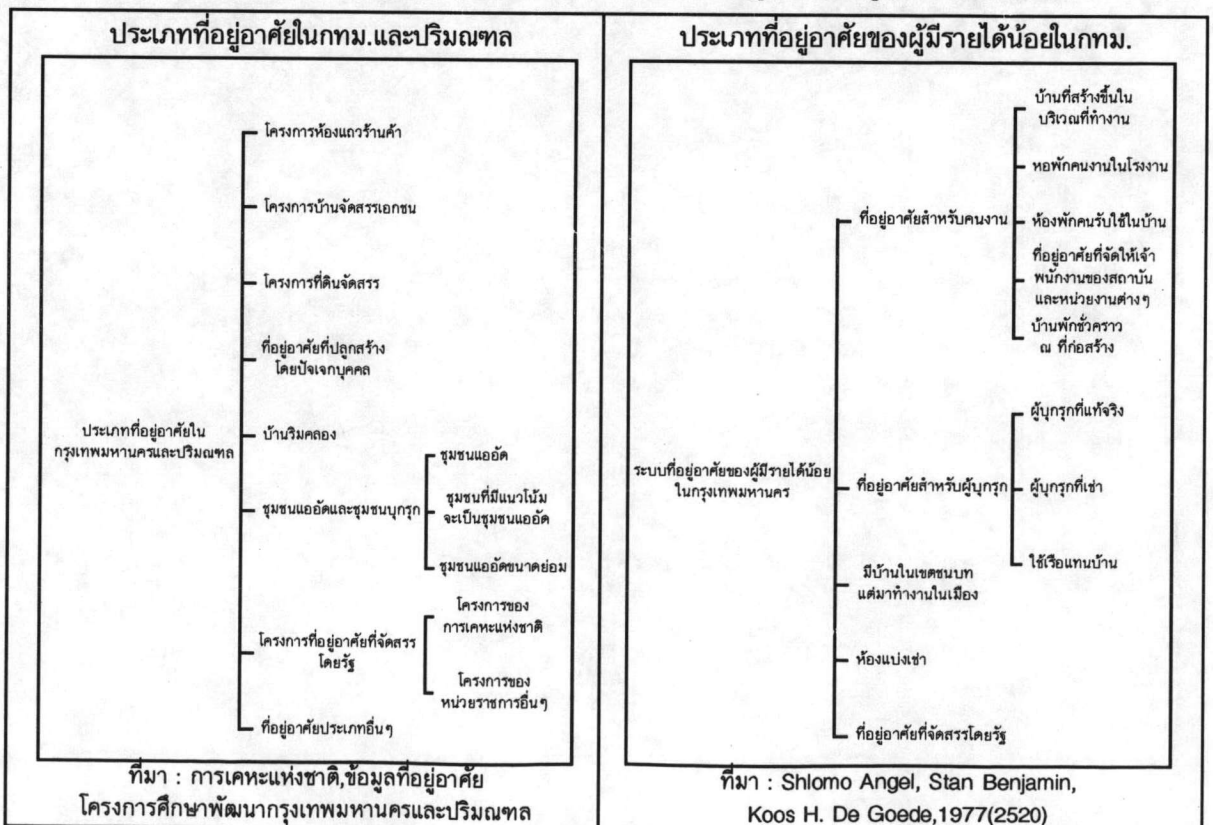 ประเภทที่อยู่อาศัยในกทม.และปริมณฑล
โครงการห้องแถวร้านค้า
โครงการบ้านจัดสรรเอกชน
โครงการที่ดินจัดสรร
ที่อยู่อาศัยที่ปลูกสร้าง
โดยปัจเจกบุคคล
ประเภทที่อยู่อาศัยใน
กรุงเทพมหานครและปริมณฑล
บ้านริมคลอง
ชุมชนแออัดและชุมชนบุกรุก
ชุมชนแออัด
ชุมชนที่มีแนวโน้ม
จะเป็นชุมชนแออัด
ชุมชนแออัดขนาดย่อม
โครงการที่อยู่อาศัยที่จัดสรร
โดยรัฐ
โครงการของ
การเคหะแห่งชาติ
โครงการของ
หน่วยราชการอื่นๆ
ที่อยู่อาศัยประเภทอื่นๆ
ที่มา : การเคหะแห่งชาติ,ข้อมูลที่อยู่อาศัย
โครงการศึกษาพัฒนากรุงเทพมหานครและปริมณฑล
ประเภทที่อยู่อาศัยของผู้มีรายได้น้อยในกทม.
ระบบที่อยู่อาศัยของผู้มีรายได้น้อย
ในกรุงเทพมหานคร
ที่อยู่อาศัยสำหรับคนงาน
บ้านที่สร้างขึ้นใน
บริเวณที่ทำงาน
หอพักคนงานในโรงงาน
ห้องพักคนรับใช้ในบ้าน
ที่อยู่อาศัยที่จัดให้เจ้า
พนักงานของสถาบัน
และหน่วยงานต่างๆ
บ้านพักชั่วคราว
ณ ที่ก่อสร้าง
ที่อยู่อาศัยสำหรับผู้บุกรุก
ผู้บุกรุกที่แท้จริง
ผู้บุกรุกที่เช่า
ใช้เรือแทนบ้าน
มีบ้านในเขตชนบท
แต่มาทำงานในเมือง
ห้องแบ่งเช่า
ที่อยู่อาศัยที่จัดสรรโดยรัฐ
ที่มา : Shlomo Angel, Stan Benjamin,
Koos H. De Goede,1977(2520)